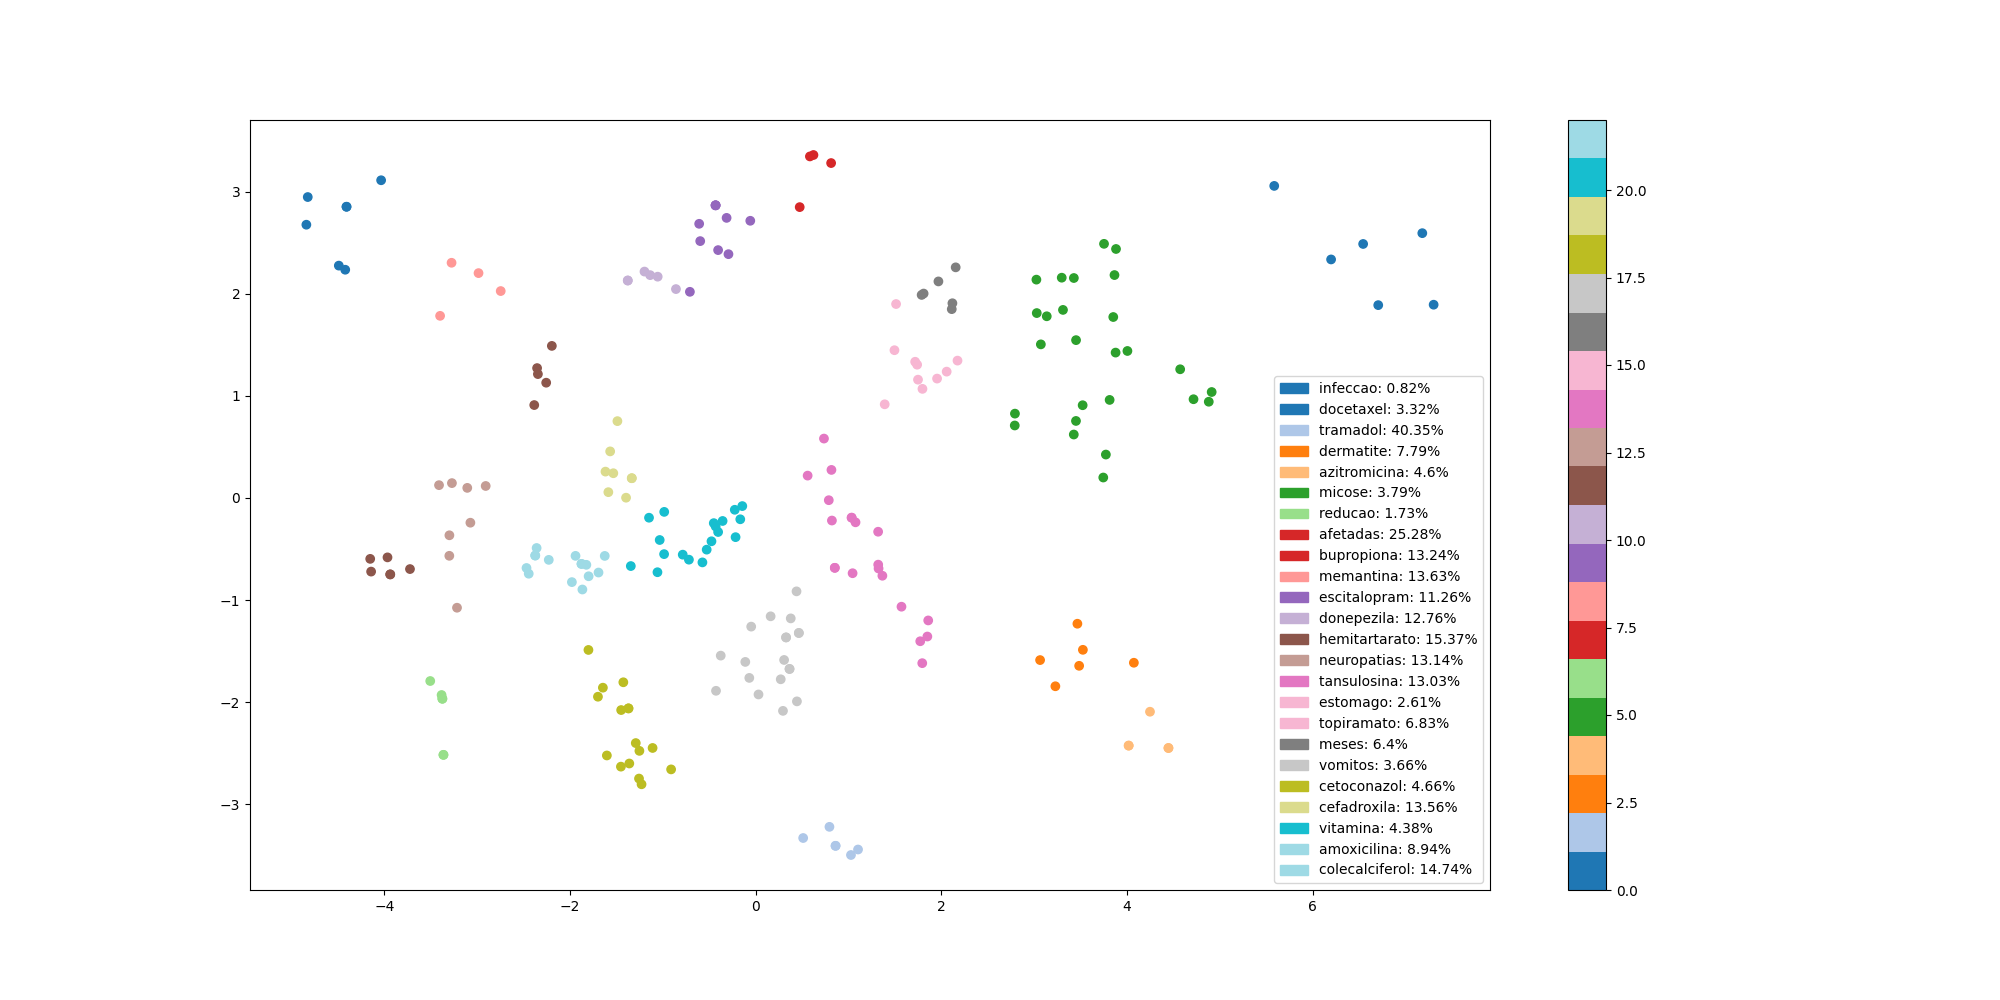 3
2
1
0
−1
−2
−3
−4
−2
0
2
4
6
infeccao: 0.82%
docetaxel: 3.32%
tramadol: 40.35%
dermatite: 7.79%
azitromicina: 4.6%
micose: 3.79%
reducao: 1.73%
afetadas: 25.28%
bupropiona: 13.24%
memantina: 13.63%
escitalopram: 11.26%
donepezila: 12.76%
hemitartarato: 15.37%
neuropatias: 13.14%
tansulosina: 13.03%
estomago: 2.61%
topiramato: 6.83%
meses: 6.4%
vomitos: 3.66%
cetoconazol: 4.66%
cefadroxila: 13.56%
vitamina: 4.38%
amoxicilina: 8.94%
colecalciferol: 14.74%
20.0
17.5
15.0
12.5
10.0
7.5
5.0
2.5
0.0